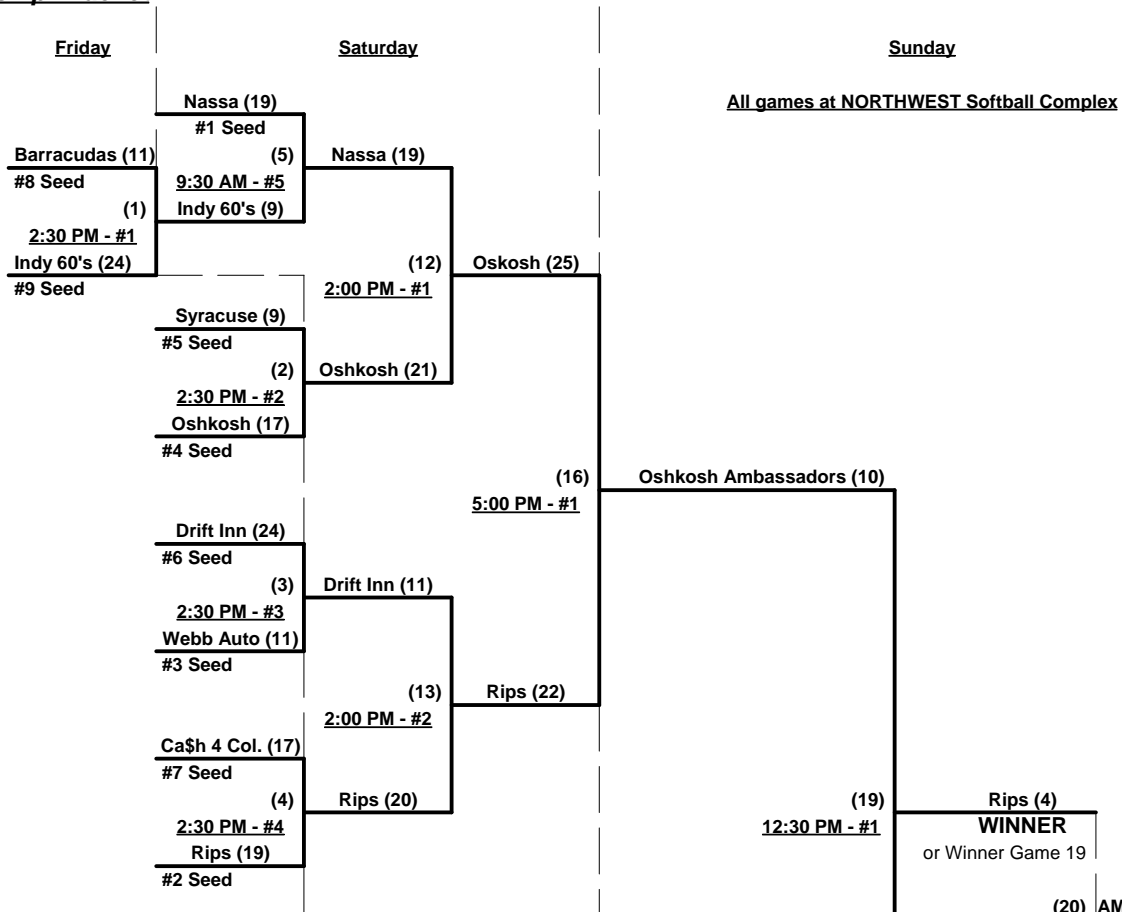 Friday
Saturday
Sunday
Nassa (19)
All games at NORTHWEST Softball Complex
#1 Seed
Barracudas (11)
(5)
Nassa (19)
#8 Seed
9:30 AM - #5
(1)
Indy 60's (9)
2:30 PM - #1
Indy 60's (24)
(12)
Oskosh (25)
#9 Seed
2:00 PM - #1
Syracuse (9)
#5 Seed
(2)
Oshkosh (21)
2:30 PM - #2
Oshkosh (17)
#4 Seed
(16)
Oshkosh Ambassadors (10)
5:00 PM - #1
Drift Inn (24)
#6 Seed
(3)
Drift Inn (11)
2:30 PM - #3
Webb Auto (11)
#3 Seed
(13)
Rips (22)
2:00 PM - #2
Ca$h 4 Col. (17)
#7 Seed
(4)
Rips (20)
(19)
Rips (4)
2:30 PM - #4
12:30 PM - #1
WINNER
Rips (19)
or Winner Game 19
#2 Seed
(20)
AM